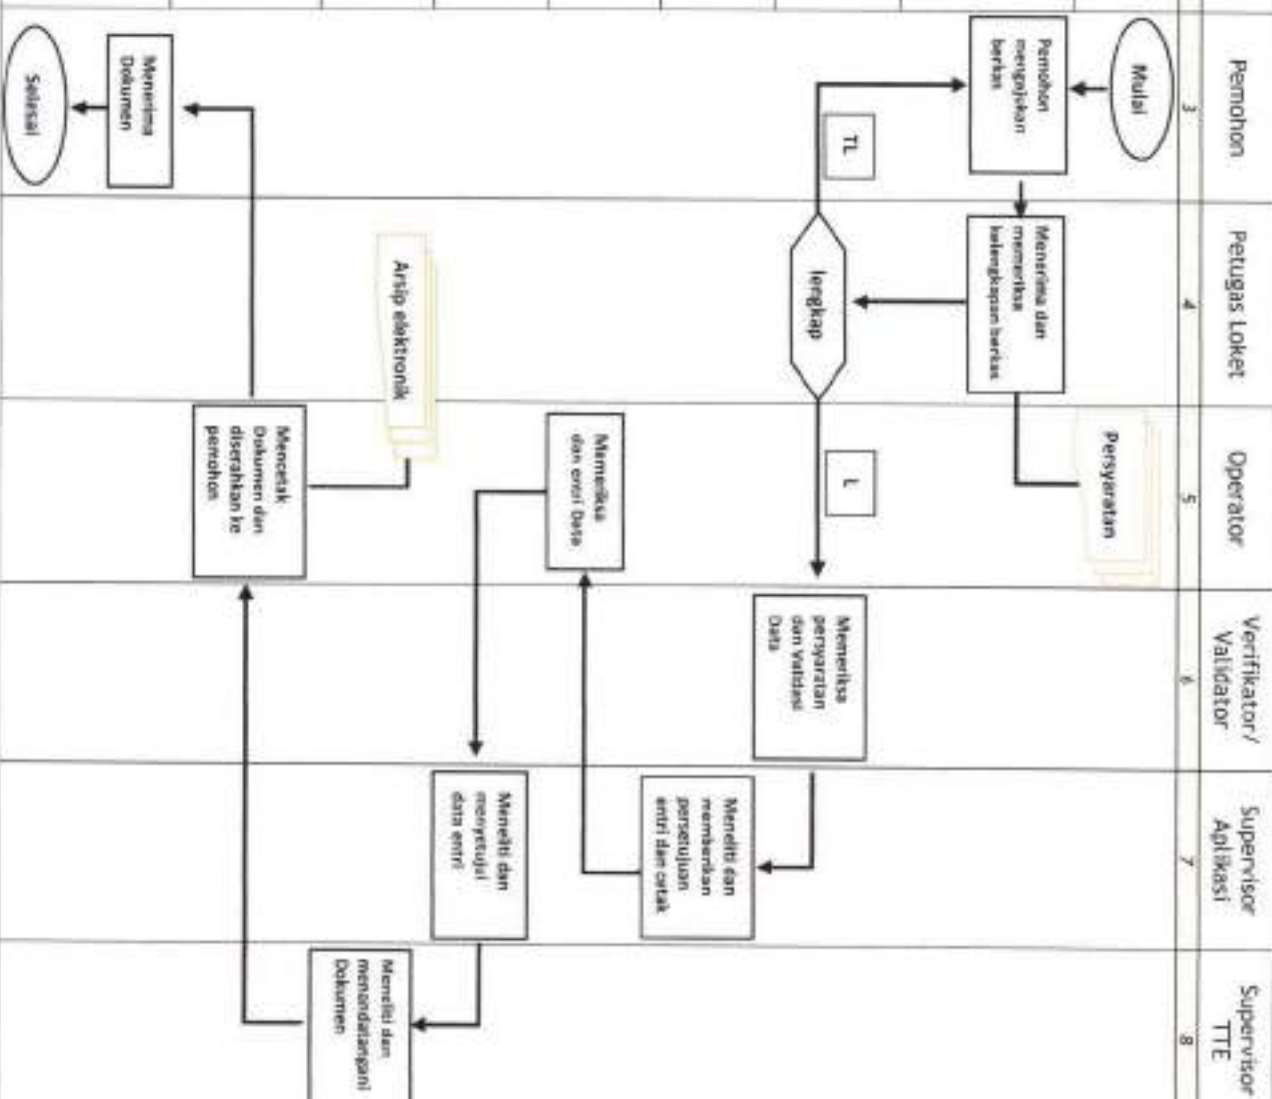 Pemohon
Petugas Loket
Operator
Verifikator/
Validator
Supervisor
Aplikasi
Supervisor
TTE
3
4
5
6
7
8
Mulai
Pemohon
mengajukan
berkas
Menerima dan
memeriksa
kelengkapan berkas
Persyaratan
TL
lengkap
L
Memeriksa
persyaratan
dan Validasi
Data
Meneliti dan
memberikan
persetujuan
entri dan cetak
Memeriksa
dan entri Data
Meneliti dan
menyetujui
data entri
Arsip elektronik
Meneliti dan
menandatangani
Dokumen
Mencetak
Dokumen dan
diserahkan ke
pemohon
Menerima
Dokumen
Selesai